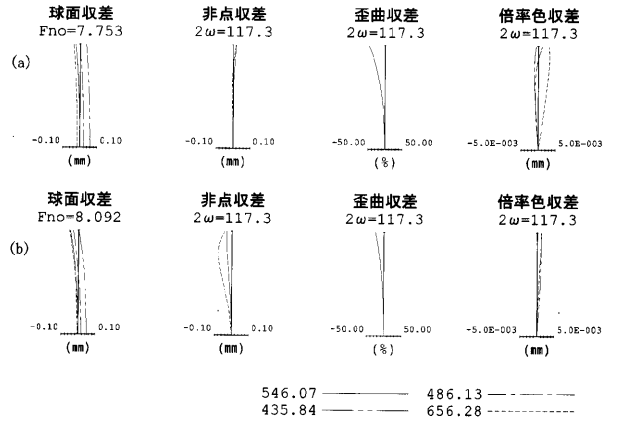 球面収差 非点収差 歪曲収差 倍率色収差
Fno=7.753 2ω=117.3 2ω=117.3 2ω=117.3
(a)
-0.10 0.10 -0.10 0.10 -50.00 50.00 -5.0E-003 5.0E-003
(mm) (mm) (%) (mm)
球面収差 非点収差 歪曲収差 倍率色収差
Fno=8.092 2ω=117.3 2ω=117.3 2ω=117.3
(b)
-0.10 0.10 -0.10 0.10 -50.00 50.00 -5.0E-003 5.0E-003
(mm) (mm) (%) (mm)
546.07 486.13
435.84 656.28